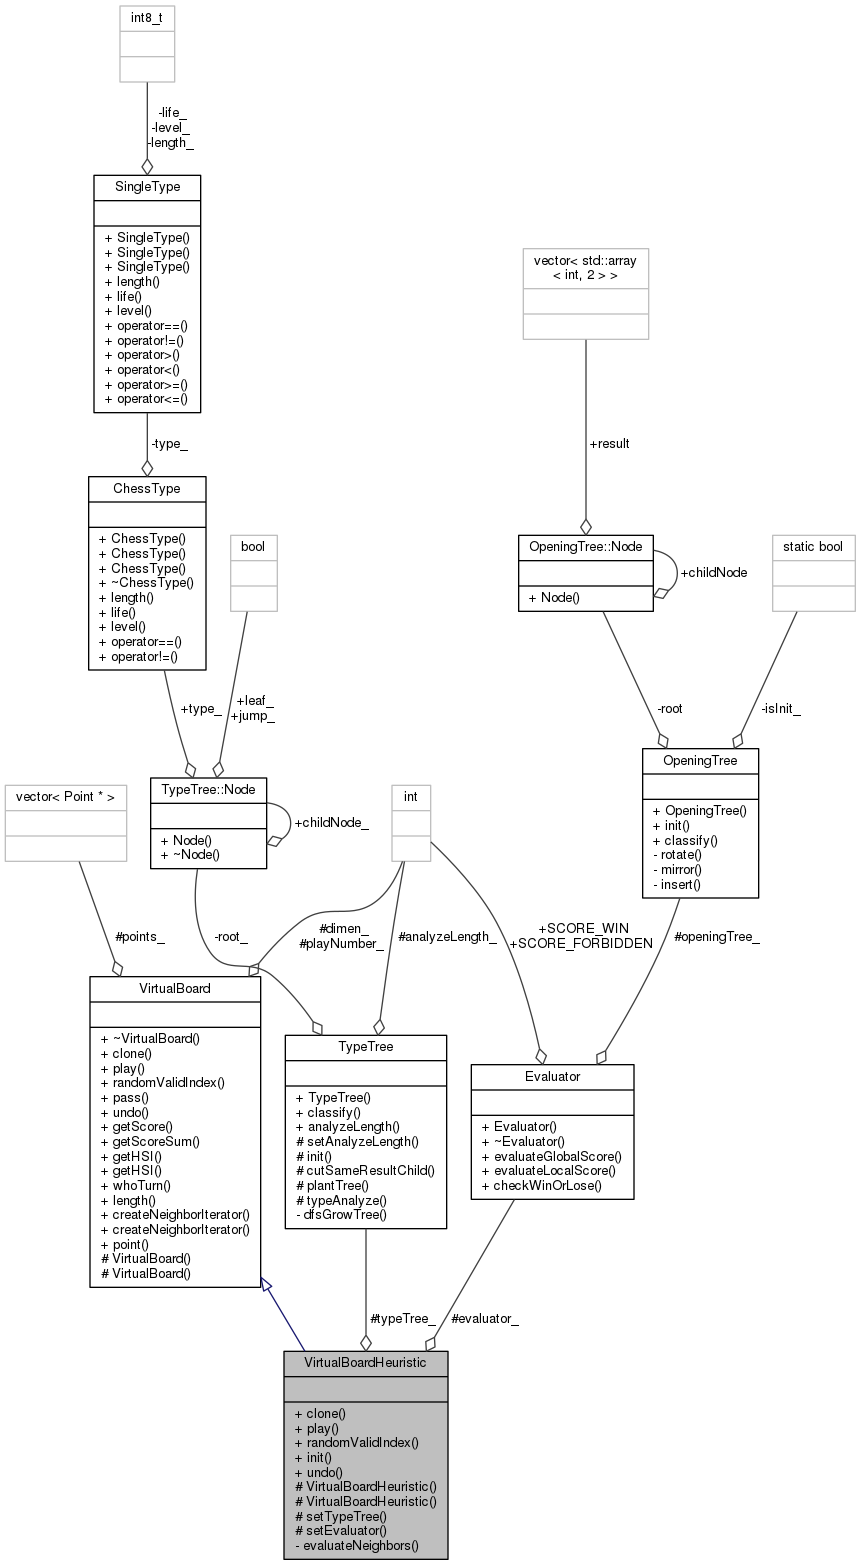 int8_t
-life_
-level_
-length_
SingleType
+ SingleType()
+ SingleType()
+ SingleType()
+ length()
+ life()
+ level()
+ operator==()
+ operator!=()
+ operator>()
+ operator<()
+ operator>=()
+ operator<=()
vector< std::array
< int, 2 > >
-type_
+result
ChessType
+ ChessType()
+ ChessType()
+ ChessType()
+ ~ChessType()
+ length()
+ life()
+ level()
+ operator==()
+ operator!=()
bool
OpeningTree::Node
+ Node()
+childNode
static bool
+type_
+leaf_
+jump_
-root
-isInit_
vector< Point * >
TypeTree::Node
+ Node()
+ ~Node()
+childNode_
int
OpeningTree
+ OpeningTree()
+ init()
+ classify()
- rotate()
- mirror()
- insert()
#points_
-root_
#dimen_
#playNumber_
#analyzeLength_
+SCORE_WIN
+SCORE_FORBIDDEN
#openingTree_
VirtualBoard
+ ~VirtualBoard()
+ clone()
+ play()
+ randomValidIndex()
+ pass()
+ undo()
+ getScore()
+ getScoreSum()
+ getHSI()
+ getHSI()
+ whoTurn()
+ length()
+ createNeighborIterator()
+ createNeighborIterator()
+ point()
# VirtualBoard()
# VirtualBoard()
TypeTree
+ TypeTree()
+ classify()
+ analyzeLength()
# setAnalyzeLength()
# init()
# cutSameResultChild()
# plantTree()
# typeAnalyze()
- dfsGrowTree()
Evaluator
+ Evaluator()
+ ~Evaluator()
+ evaluateGlobalScore()
+ evaluateLocalScore()
+ checkWinOrLose()
#typeTree_
#evaluator_
VirtualBoardHeuristic
+ clone()
+ play()
+ randomValidIndex()
+ init()
+ undo()
# VirtualBoardHeuristic()
# VirtualBoardHeuristic()
# setTypeTree()
# setEvaluator()
- evaluateNeighbors()